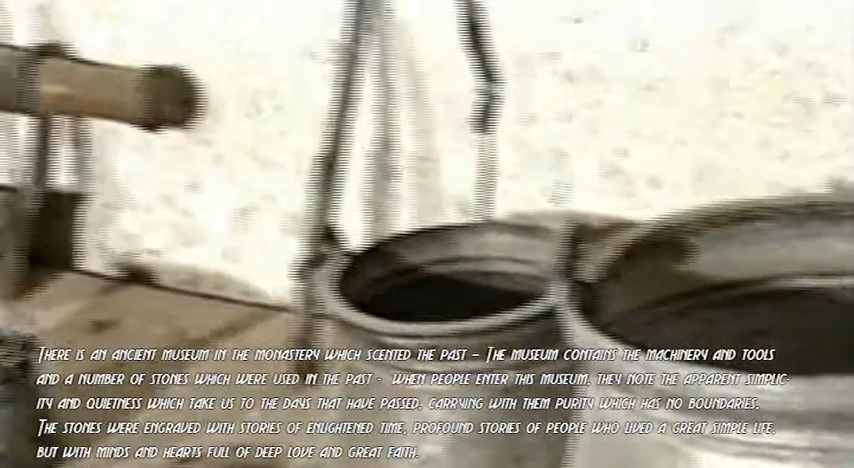 There is an ancient museum in the monastery which scented the past – The museum contains the machinery and tools
and a number of stones which were used in the past - when people enter this museum, they note the apparent simplic-
ity and quietness which take us to the days that have passed, carrying with them purity which has no boundaries.
The stones were engraved with stories of enlightened time, profound stories of people who lived a great simple life,
but with minds and hearts full of deep love and great faith.